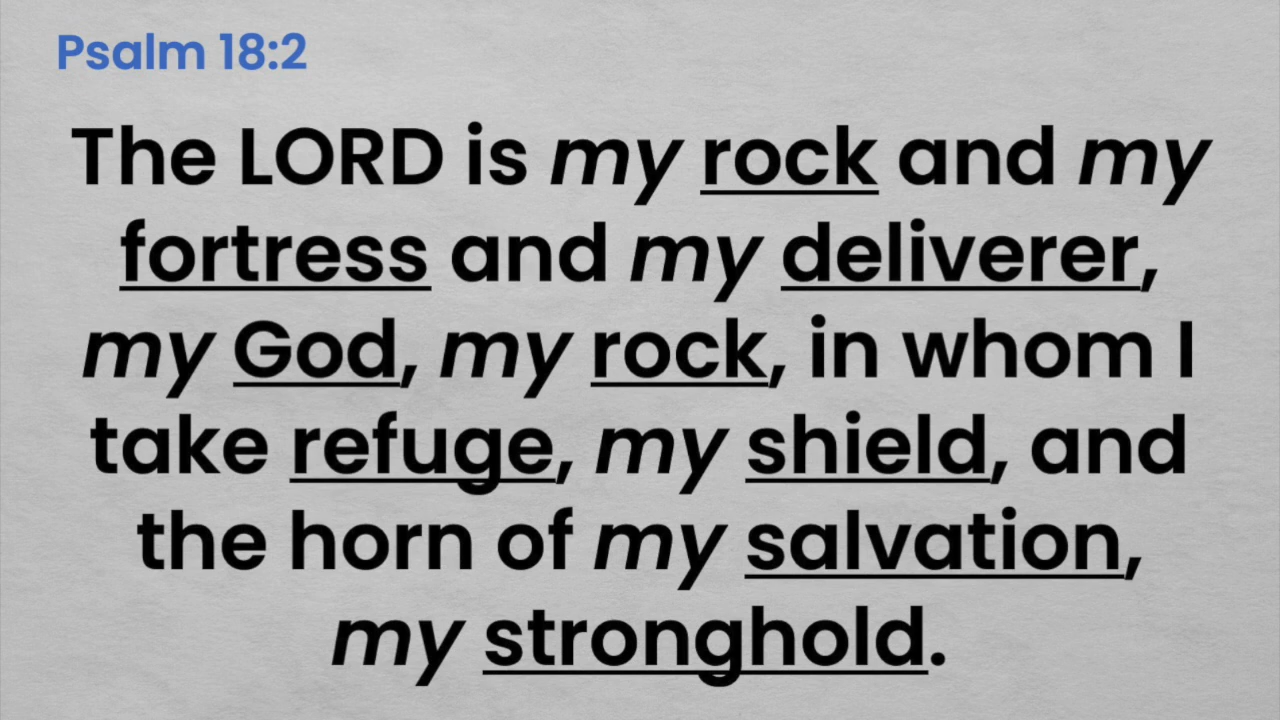 Psalm 18:2
The LORD is my rock and my
fortress and my deliverer,
my God, my rock, in whom I
take refuge, my shield, and
the horn of my salvation,
my stronghold.